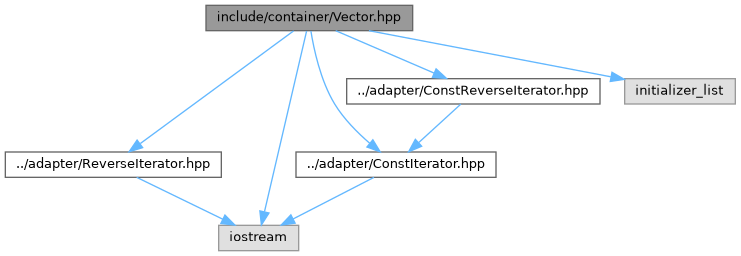 include/container/Vector.hpp
../adapter/ConstReverseIterator.hpp
initializer_list
../adapter/ReverseIterator.hpp
../adapter/ConstIterator.hpp
iostream